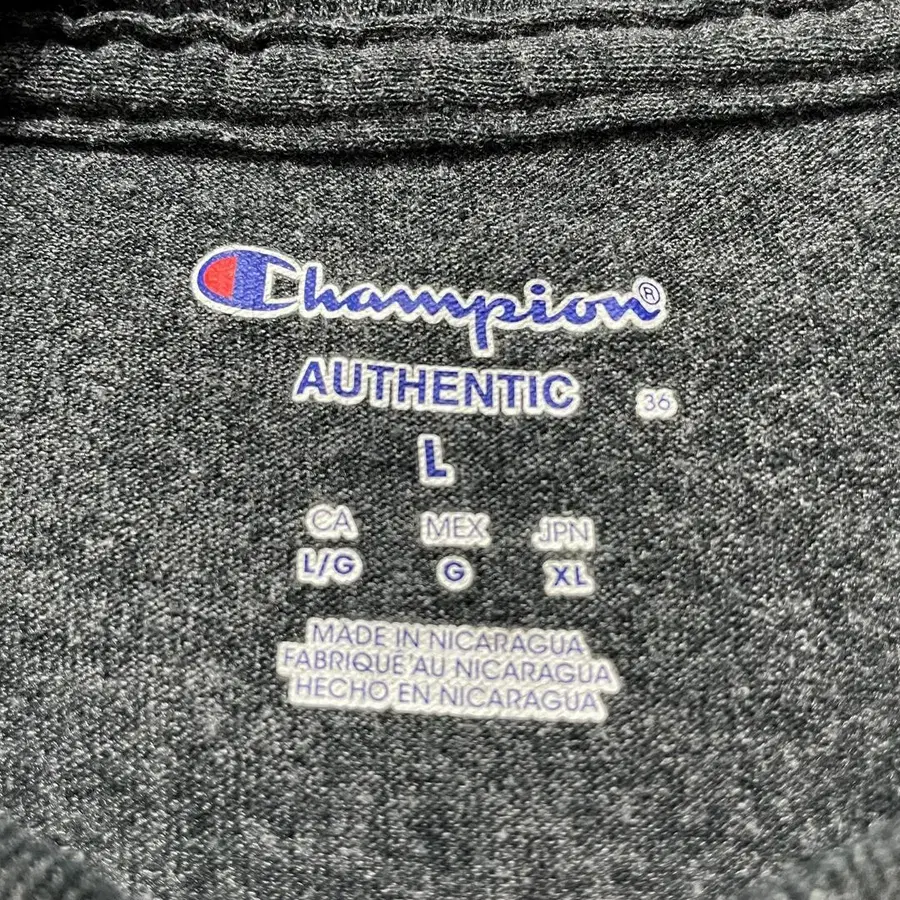 Champion®
AUTHENTIC 36
L
CA MEX JPN
L/G G XL
MADE IN NICARAGUA
FABRIQUÉ AU NICARAGUA
HECHO EN NICARAGUA